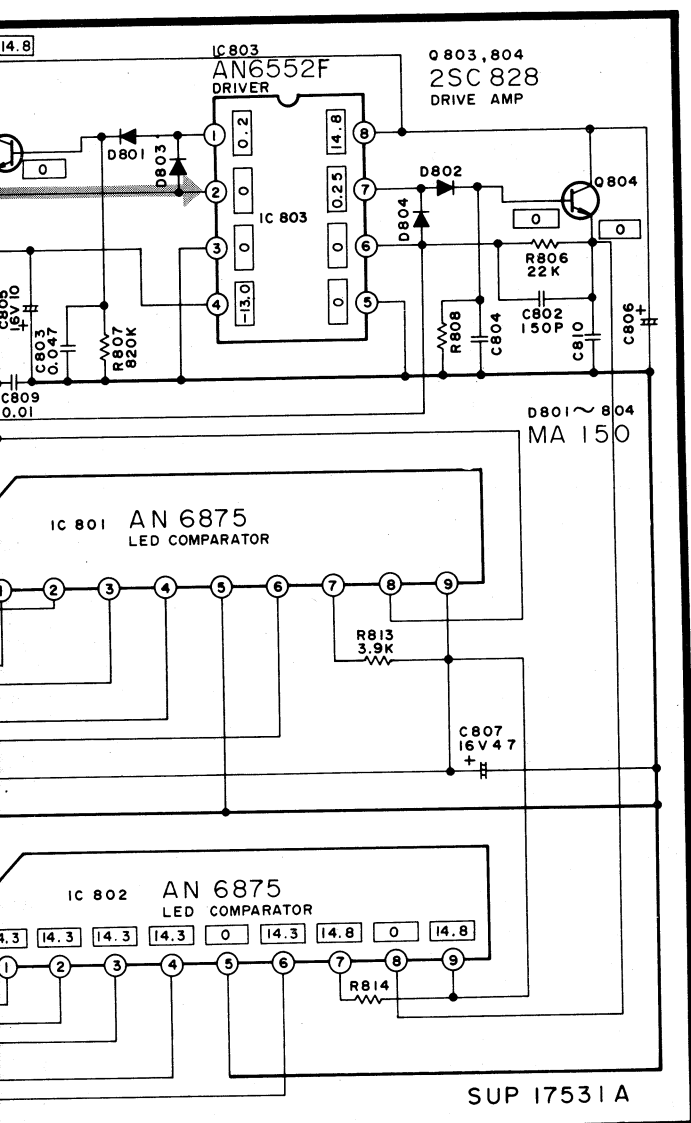 14.8
IC803
AN6552F
DRIVER
Q803,804
2SC 828
DRIVE AMP
1
0.2
14.8
8
D801
D803
0
2
0
0.25
7
D802
D804
Q804
IC 803
0
0
3
0
0
6
R806
22K
4
-13.0
0
5
C805
16V10
+
C803
0.047
R807
820K
R808
C804
C802
150P
C810
C806
+
C809
0.01
D801~804
MA 150
IC 801 AN 6875
LED COMPARATOR
1 2 3 4 5 6 7 8 9
R813
3.9K
C807
16V47
+
IC 802 AN 6875
LED COMPARATOR
14.3 14.3 14.3 0 14.3 14.8 0 14.8
1 2 3 4 5 6 7 8 9
R814
SUP 17531A